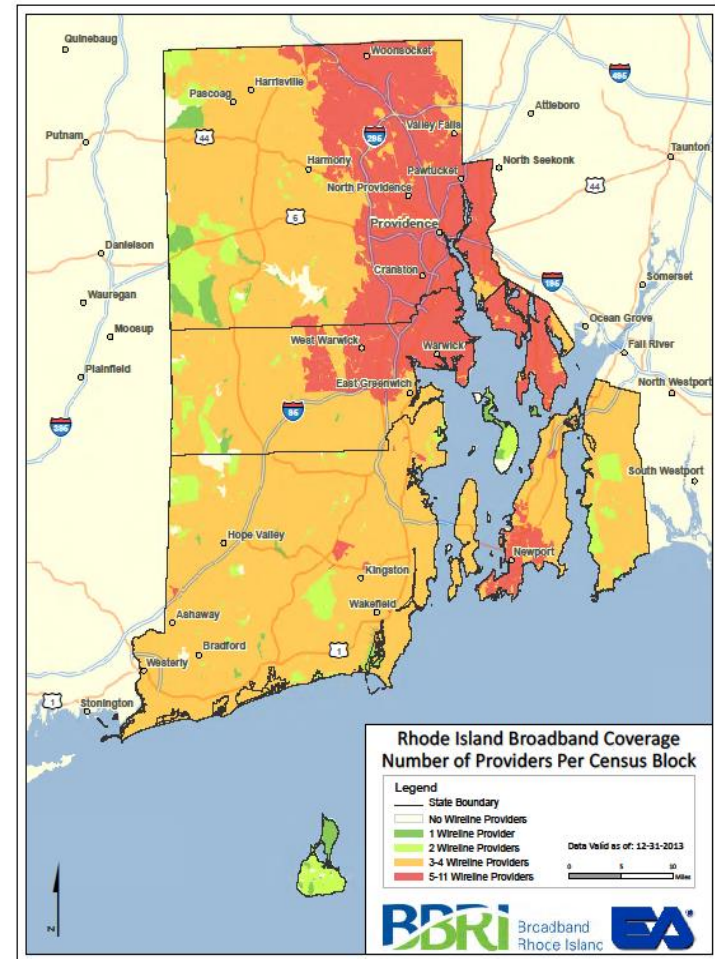 Quinebaug
Woonsocket
495
Harrisville
Pascoag
Attleboro
Putnam
44
295
Valley Falls
Taunton
Harmony
Pawtucket
North Seekonk
North Providence
44
6
Providence
Danielson
Cranston
195
Somerset
Wauregan
Ocean Grove
Moosup
West Warwick
Warwick
Fall River
Plainfield
East Greenwich
North Westport
95
395
South Westport
Hope Valley
Newport
Kingston
Wakefield
Ashaway
Bradford
1
Westerly
1
Stonington
Rhode Island Broadband Coverage
Number of Providers Per Census Block
Legend
State Boundary
No Wireline Providers
1 Wireline Provider
2 Wireline Providers
3-4 Wireline Providers
5-11 Wireline Providers
Data Valid as of: 12-31-2013
0 5 10
Miles
N
BBRI Broadband
Rhode Island
EA®